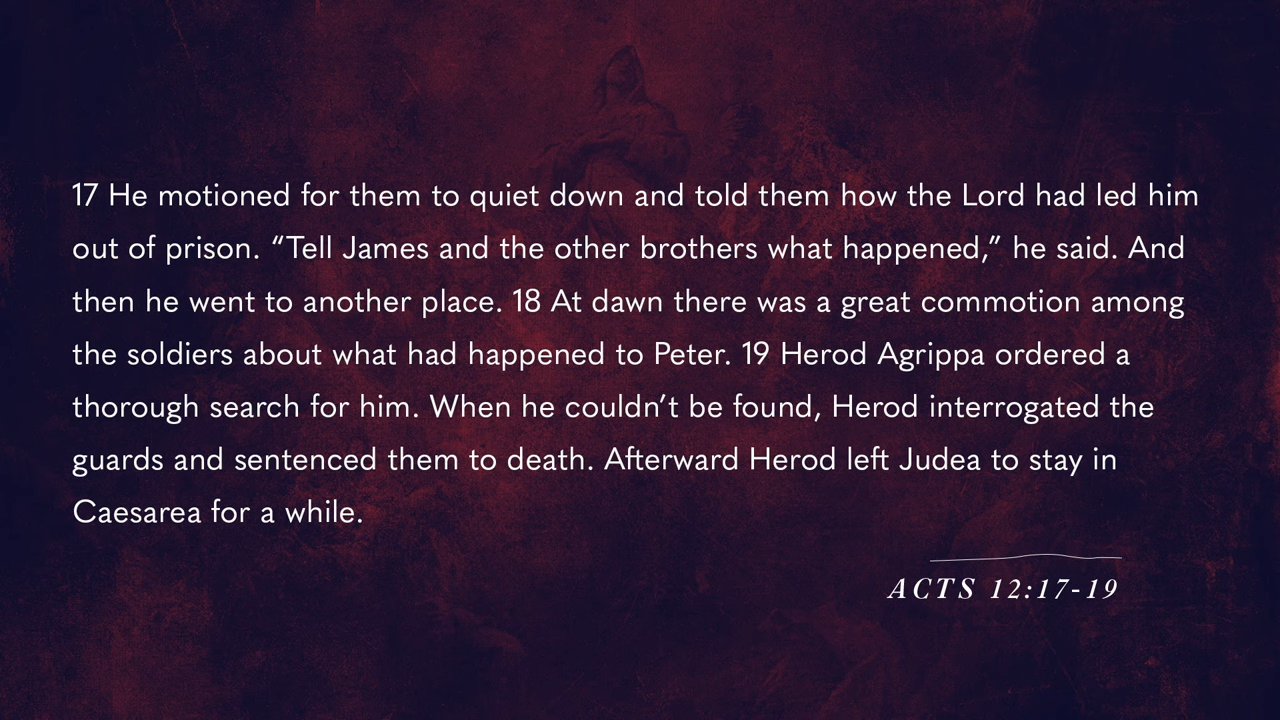 17 He motioned for them to quiet down and told them how the Lord had led him
out of prison. “Tell James and the other brothers what happened,” he said. And
then he went to another place. 18 At dawn there was a great commotion among
the soldiers about what had happened to Peter. 19 Herod Agrippa ordered a
thorough search for him. When he couldn’t be found, Herod interrogated the
guards and sentenced them to death. Afterward Herod left Judea to stay in
Caesarea for a while.
ACTS 12:17-19